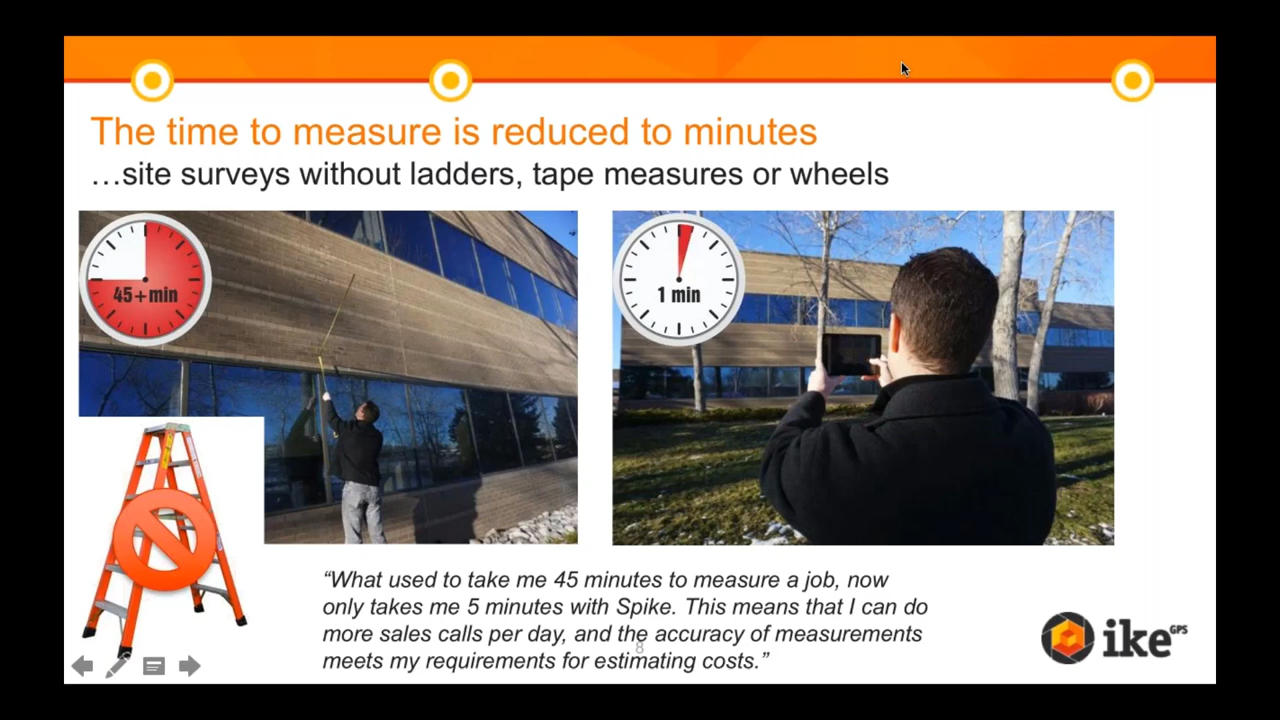 The time to measure is reduced to minutes
…site surveys without ladders, tape measures or wheels
45+min
1 min
“What used to take me 45 minutes to measure a job, now
only takes me 5 minutes with Spike. This means that I can do
more sales calls per day, and the accuracy of measurements
meets my requirements for estimating costs.”
8
ike GPS